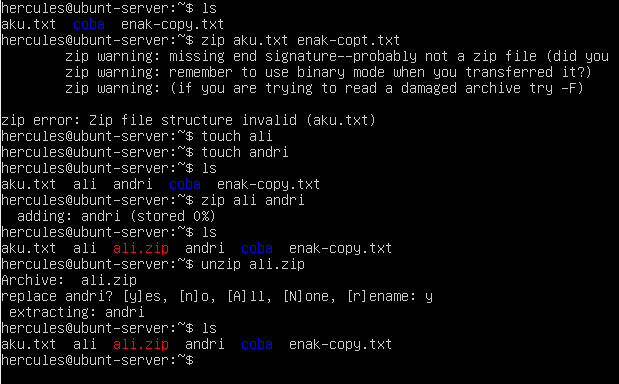 hercules@ubunt-server:~$ ls
aku.txt  coba  enak-copy.txt
hercules@ubunt-server:~$ zip aku.txt enak-copt.txt
        zip warning: missing end signature--probably not a zip file (did you
        zip warning: remember to use binary mode when you transferred it?)
        zip warning: (if you are trying to read a damaged archive try -F)
zip error: Zip file structure invalid (aku.txt)
hercules@ubunt-server:~$ touch ali
hercules@ubunt-server:~$ touch andri
hercules@ubunt-server:~$ ls
aku.txt  ali  andri  coba  enak-copy.txt
hercules@ubunt-server:~$ zip ali andri
  adding: andri (stored 0%)
hercules@ubunt-server:~$ ls
aku.txt  ali  ali.zip  andri  coba  enak-copy.txt
hercules@ubunt-server:~$ unzip ali.zip
Archive:  ali.zip
replace andri? [y]es, [n]o, [A]ll, [N]one, [r]ename: y
 extracting: andri
hercules@ubunt-server:~$ ls
aku.txt  ali  ali.zip  andri  coba  enak-copy.txt
hercules@ubunt-server:~$